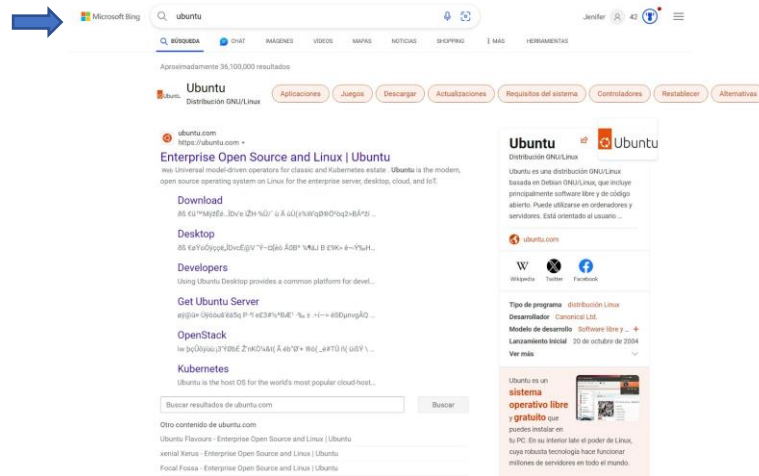 Microsoft Bing
ubuntu
Jenifer
42
BÚSQUEDA
CHAT
IMÁGENES
VÍDEOS
MAPAS
NOTICIAS
SHOPPING
MÁS
HERRAMIENTAS
Aproximadamente 36,100,000 resultados
Ubuntu
Distribución GNU/Linux
Aplicaciones
Juegos
Descargar
Actualizaciones
Requisitos del sistema
Controladores
Restablecer
Alternativas
ubuntu.com
https://ubuntu.com
Enterprise Open Source and Linux | Ubuntu
Web Universal model-driven operators for classic and Kubernetes estate . Ubuntu is the modern,
open source operating system on Linux for the enterprise server, desktop, cloud, and IoT.
Download
Desktop
Developers
Using Ubuntu Desktop provides a common platform for devel...
Get Ubuntu Server
OpenStack
Kubernetes
Ubuntu is the host OS for the world's most popular cloud-host...
Buscar resultados de ubuntu.com
Buscar
Otro contenido de ubuntu.com
Ubuntu Flavours - Enterprise Open Source and Linux | Ubuntu
xenial Xerus - Enterprise Open Source and Linux | Ubuntu
Focal Fossa - Enterprise Open Source and Linux | Ubuntu
Ubuntu
Distribución GNU/Linux
Ubuntu
Ubuntu es una distribución GNU/Linux
basada en Debian GNU/Linux, que incluye
principalmente software libre y de código
abierto. Puede utilizarse en ordenadores y
servidores. Está orientado al usuario ...
ubuntu.com
Wikipedia
Twitter
Facebook
Tipo de programa distribución Linux
Desarrollador Canonical Ltd.
Modelo de desarrollo Software libre y ...
Lanzamiento inicial 20 de octubre de 2004
Ver más
Ubuntu es un
sistema
operativo libre
y gratuito que
puedes instalar en
tu PC. En su interior late el poder de Linux,
cuya robusta tecnología hace funcionar
millones de servidores en todo el mundo.